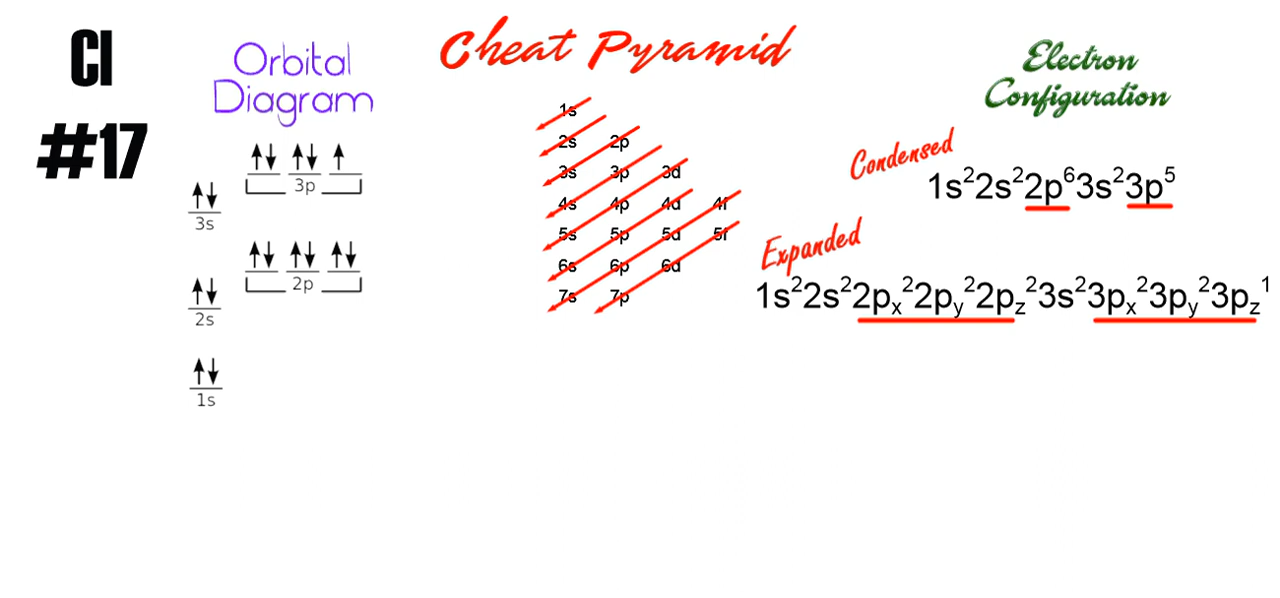 Cl
#17
Orbital
Diagram
↑↓ ↑↓ ↑
3p
↑↓
3s
↑↓ ↑↓ ↑↓
2p
↑↓
2s
↑↓
1s
Cheat Pyramid
1s
2s 2p
3s 3p 3d
4s 4p 4d 4f
5s 5p 5d 5f
6s 6p 6d
7s 7p
Electron
Configuration
Condensed
1s²2s²2p⁶3s²3p⁵
Expanded
1s²2s²2pₓ²2pᵧ²2p_z²3s²3pₓ²3pᵧ²3p_z¹